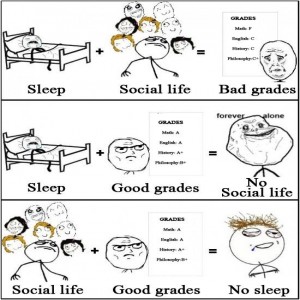 GRADES
Math: F
English: C
History: C
Philosophy:C+
+ =
Sleep Social life Bad grades
GRADES
Math: A
English: A
History: A+
Philosophy:B+
forever alone
+ =
Sleep Good grades No
Social life
GRADES
Math: A
English: A
History: A+
Philosophy:B+
+ =
Social life Good grades No sleep